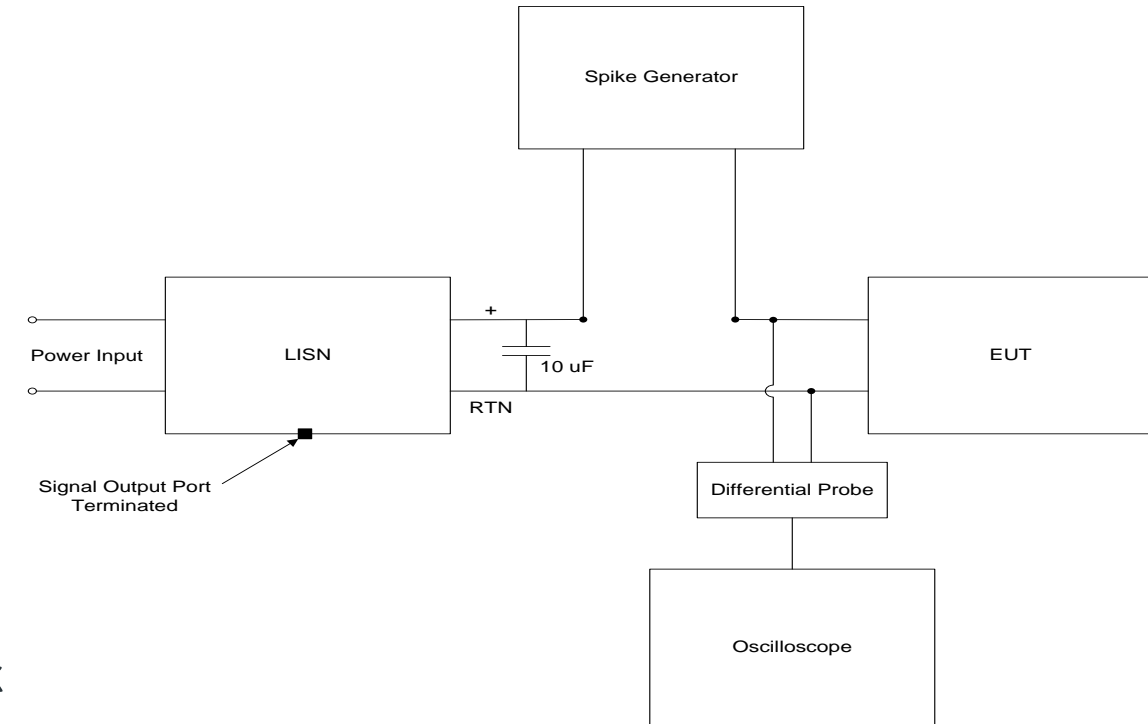 Spike Generator
+
Power Input
LISN
10 uF
EUT
RTN
Signal Output Port
Terminated
Differential Probe
Oscilloscope